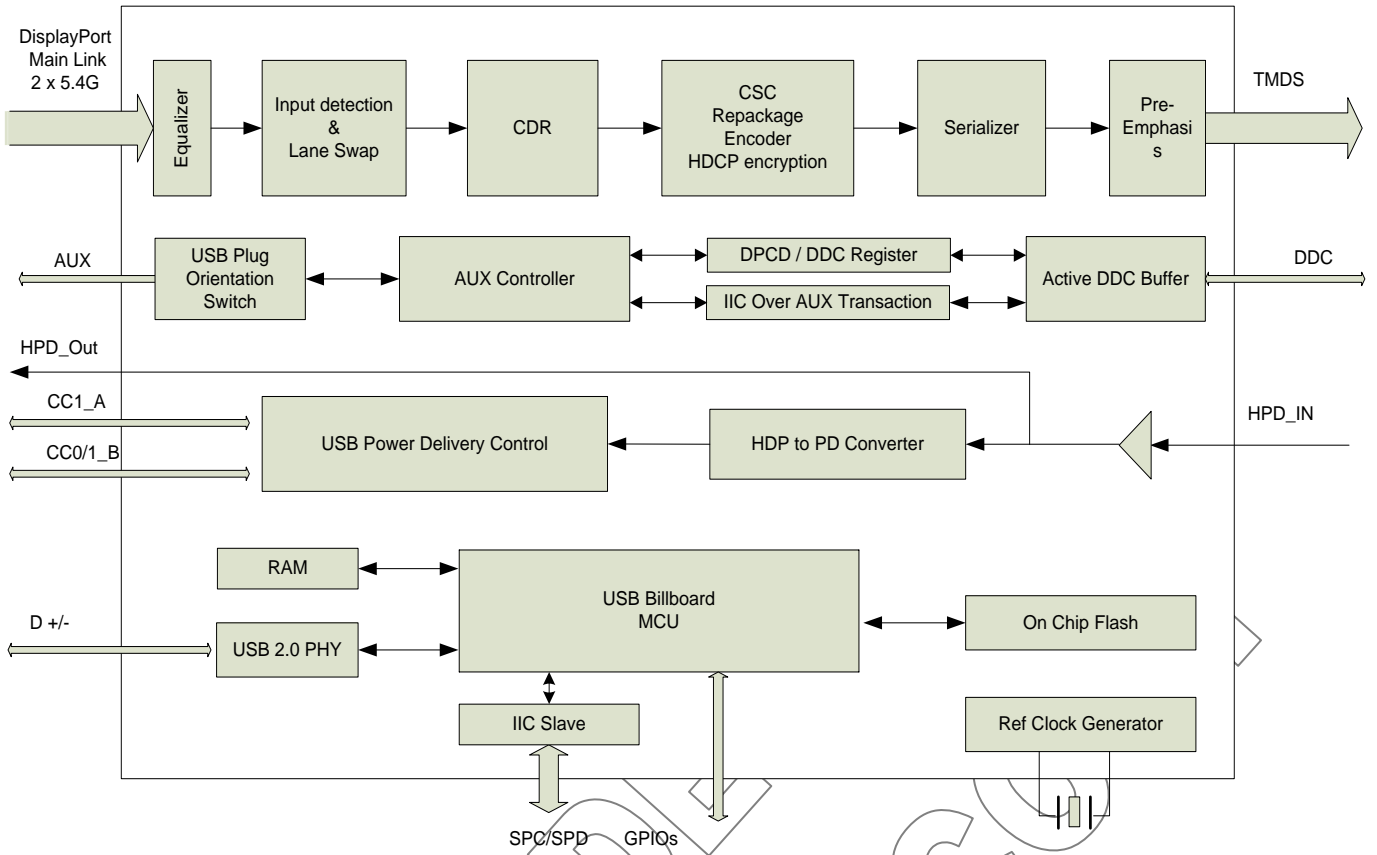 DisplayPort
Main Link
2 x 5.4G
Equalizer
Input detection
&
Lane Swap
CDR
CSC
Repackage
Encoder
HDCP encryption
Serializer
Pre-
Emphasi
s
TMDS
AUX
USB Plug
Orientation
Switch
AUX Controller
DPCD / DDC Register
IIC Over AUX Transaction
Active DDC Buffer
DDC
HPD_Out
CC1_A
CC0/1_B
USB Power Delivery Control
HDP to PD Converter
HPD_IN
RAM
USB Billboard
MCU
D +/-
USB 2.0 PHY
On Chip Flash
IIC Slave
Ref Clock Generator
SPC/SPD
GPIOs